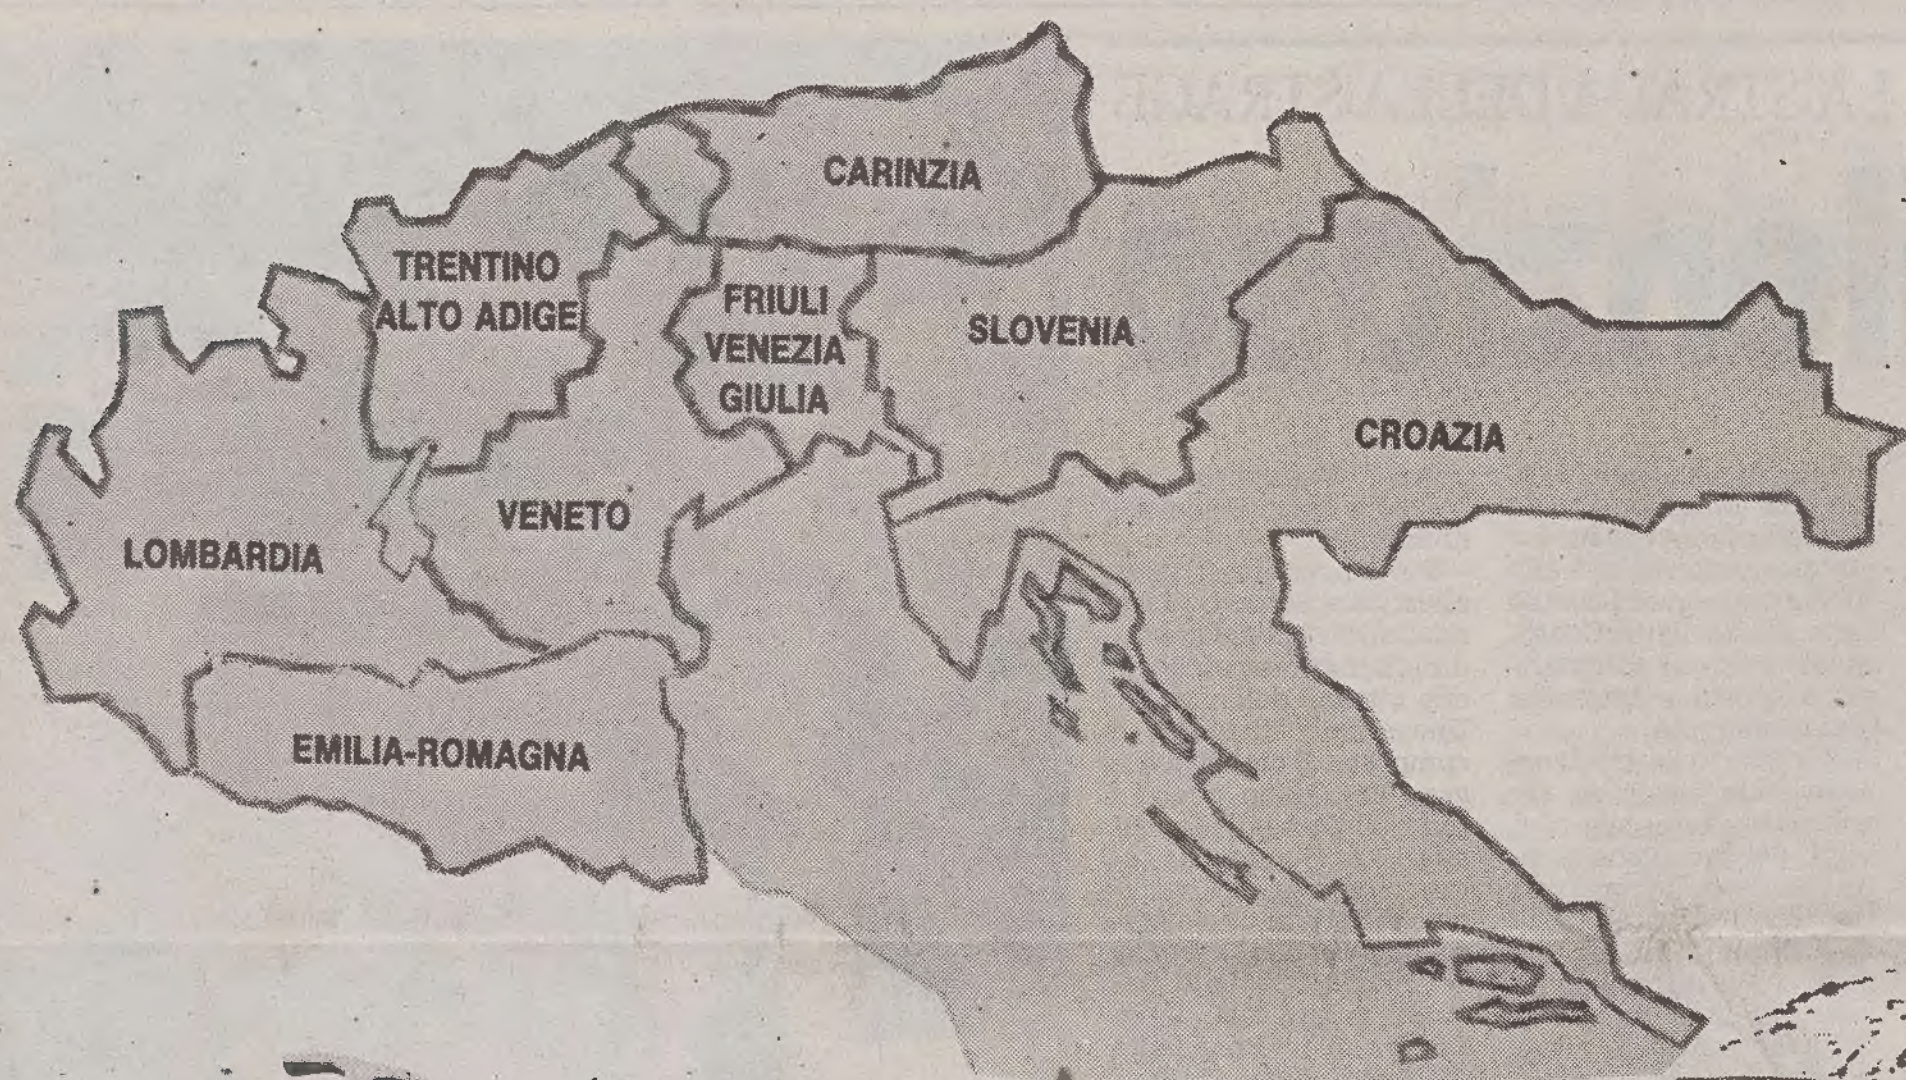 CARINZIA
TRENTINO
ALTO ADIGE
FRIULI
VENEZIA
GIULIA
SLOVENIA
CROAZIA
VENETO
LOMBARDIA
EMILIA-ROMAGNA